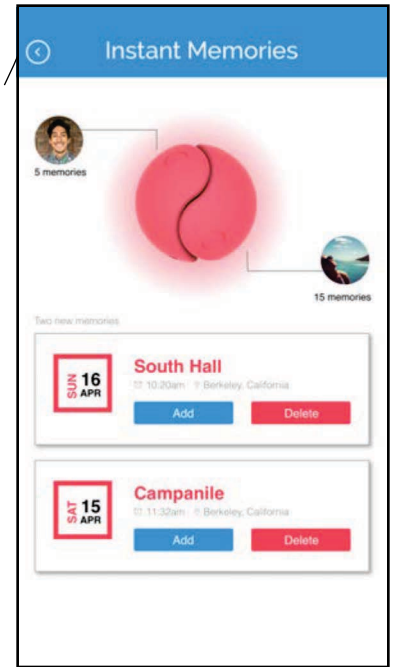 Instant Memories
5 memories
15 memories
Two new memories
SUN 16 APR
South Hall
10:20am Berkeley, California
Add Delete
SAT 15 APR
Campanile
11:32am Berkeley, California
Add Delete